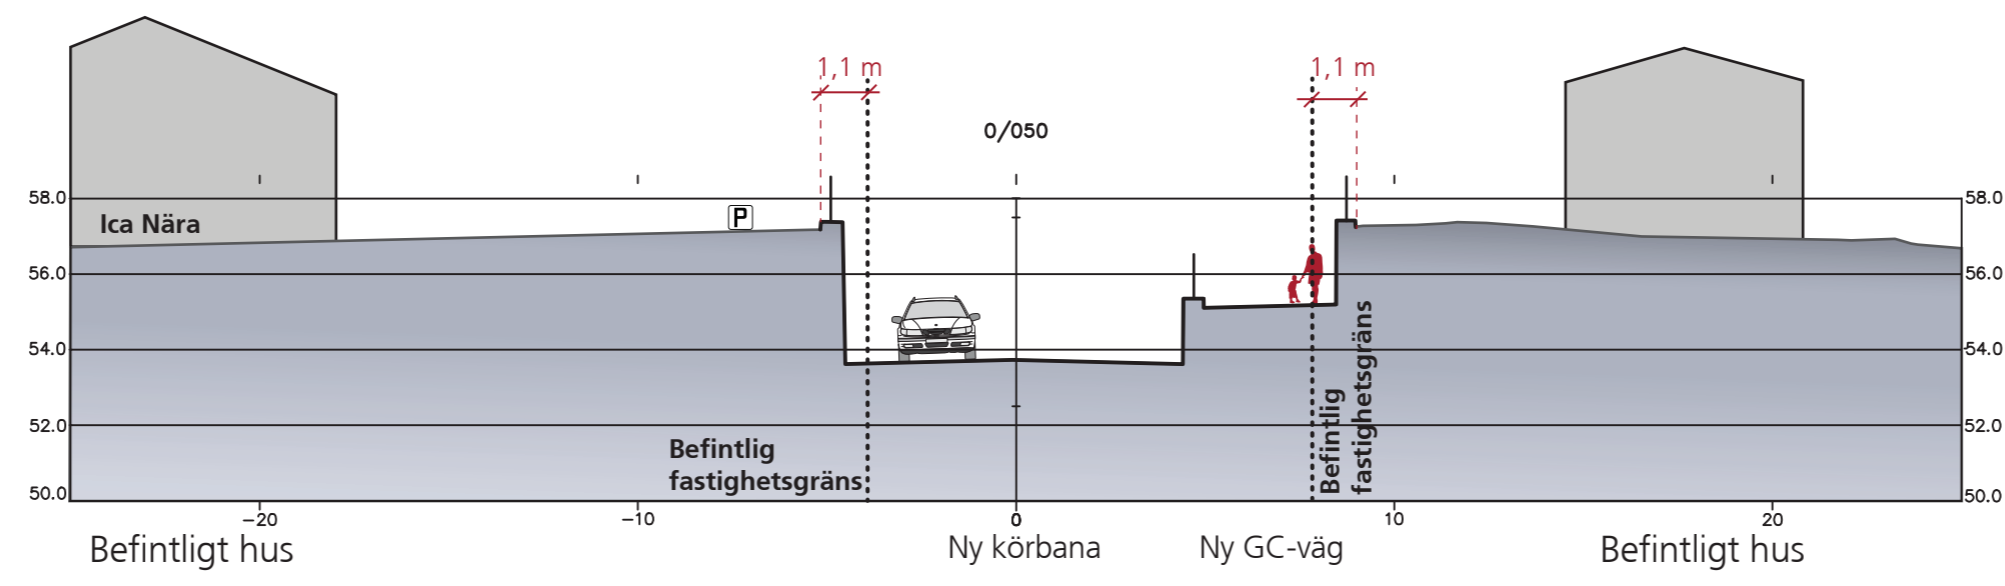 1,1 m
1,1 m
0/050
58.0
58.0
Ica Nära
P
56.0
56.0
54.0
54.0
52.0
52.0
Befintlig
fastighetsgräns
Befintlig
fastighetsgräns
50.0
50.0
–20
–10
0
10
20
Befintligt hus
Ny körbana
Ny GC-väg
Befintligt hus